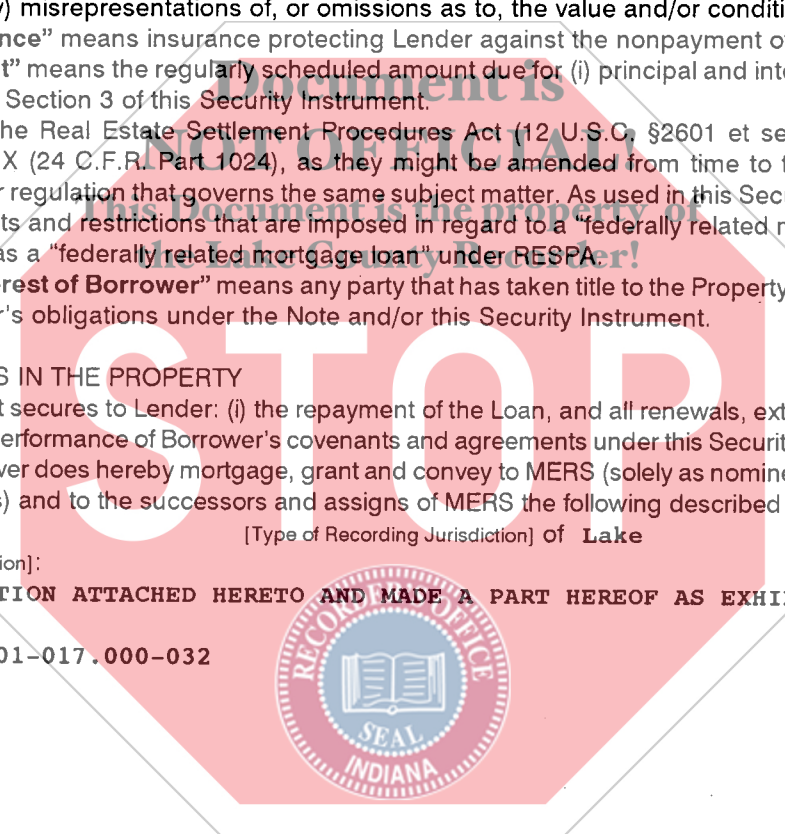 ) misrepresentations of, or omissions as to, the value and/or conditi
nce” means insurance protecting Lender against the nonpayment o
t” means the regularly scheduled amount due for (i) principal and int
Document is
Section 3 of this Security Instrument.
he Real Estate Settlement Procedures Act (12 U.S.C. §2601 et se
NOT OFFICIAL!
X (24 C.F.R. Part 1024), as they might be amended from time to t
r regulation that governs the same subject matter. As used in this Sec
This Document is the property of
ts and restrictions that are imposed in regard to a “federally related m
as a “federally related mortgage loan” under RESPA.
the Lake County Recorder!
rest of Borrower” means any party that has taken title to the Property,
r’s obligations under the Note and/or this Security Instrument.
S IN THE PROPERTY
STOP
t secures to Lender: (i) the repayment of the Loan, and all renewals, ext
erformance of Borrower’s covenants and agreements under this Securit
ver does hereby mortgage, grant and convey to MERS (solely as nomine
s) and to the successors and assigns of MERS the following described
[Type of Recording Jurisdiction] of Lake
ion]:
TION ATTACHED HERETO AND MADE A PART HEREOF AS EXHI
01-017.000-032
RECORDER'S OFFICE
SEAL
INDIANA